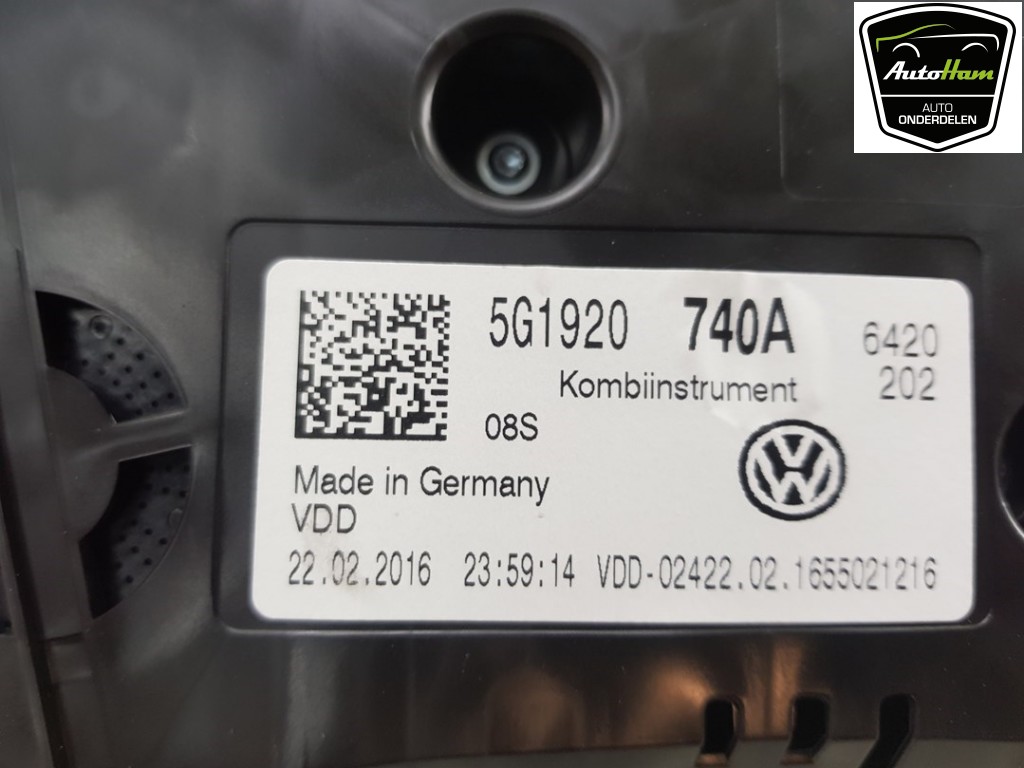 AutoHam
AUTO
ONDERDELEN
5G1920 740A 6420
Kombiinstrument 202
08S
Made in Germany
VDD
22.02.2016 23:59:14 VDD-02422.02.1655021216